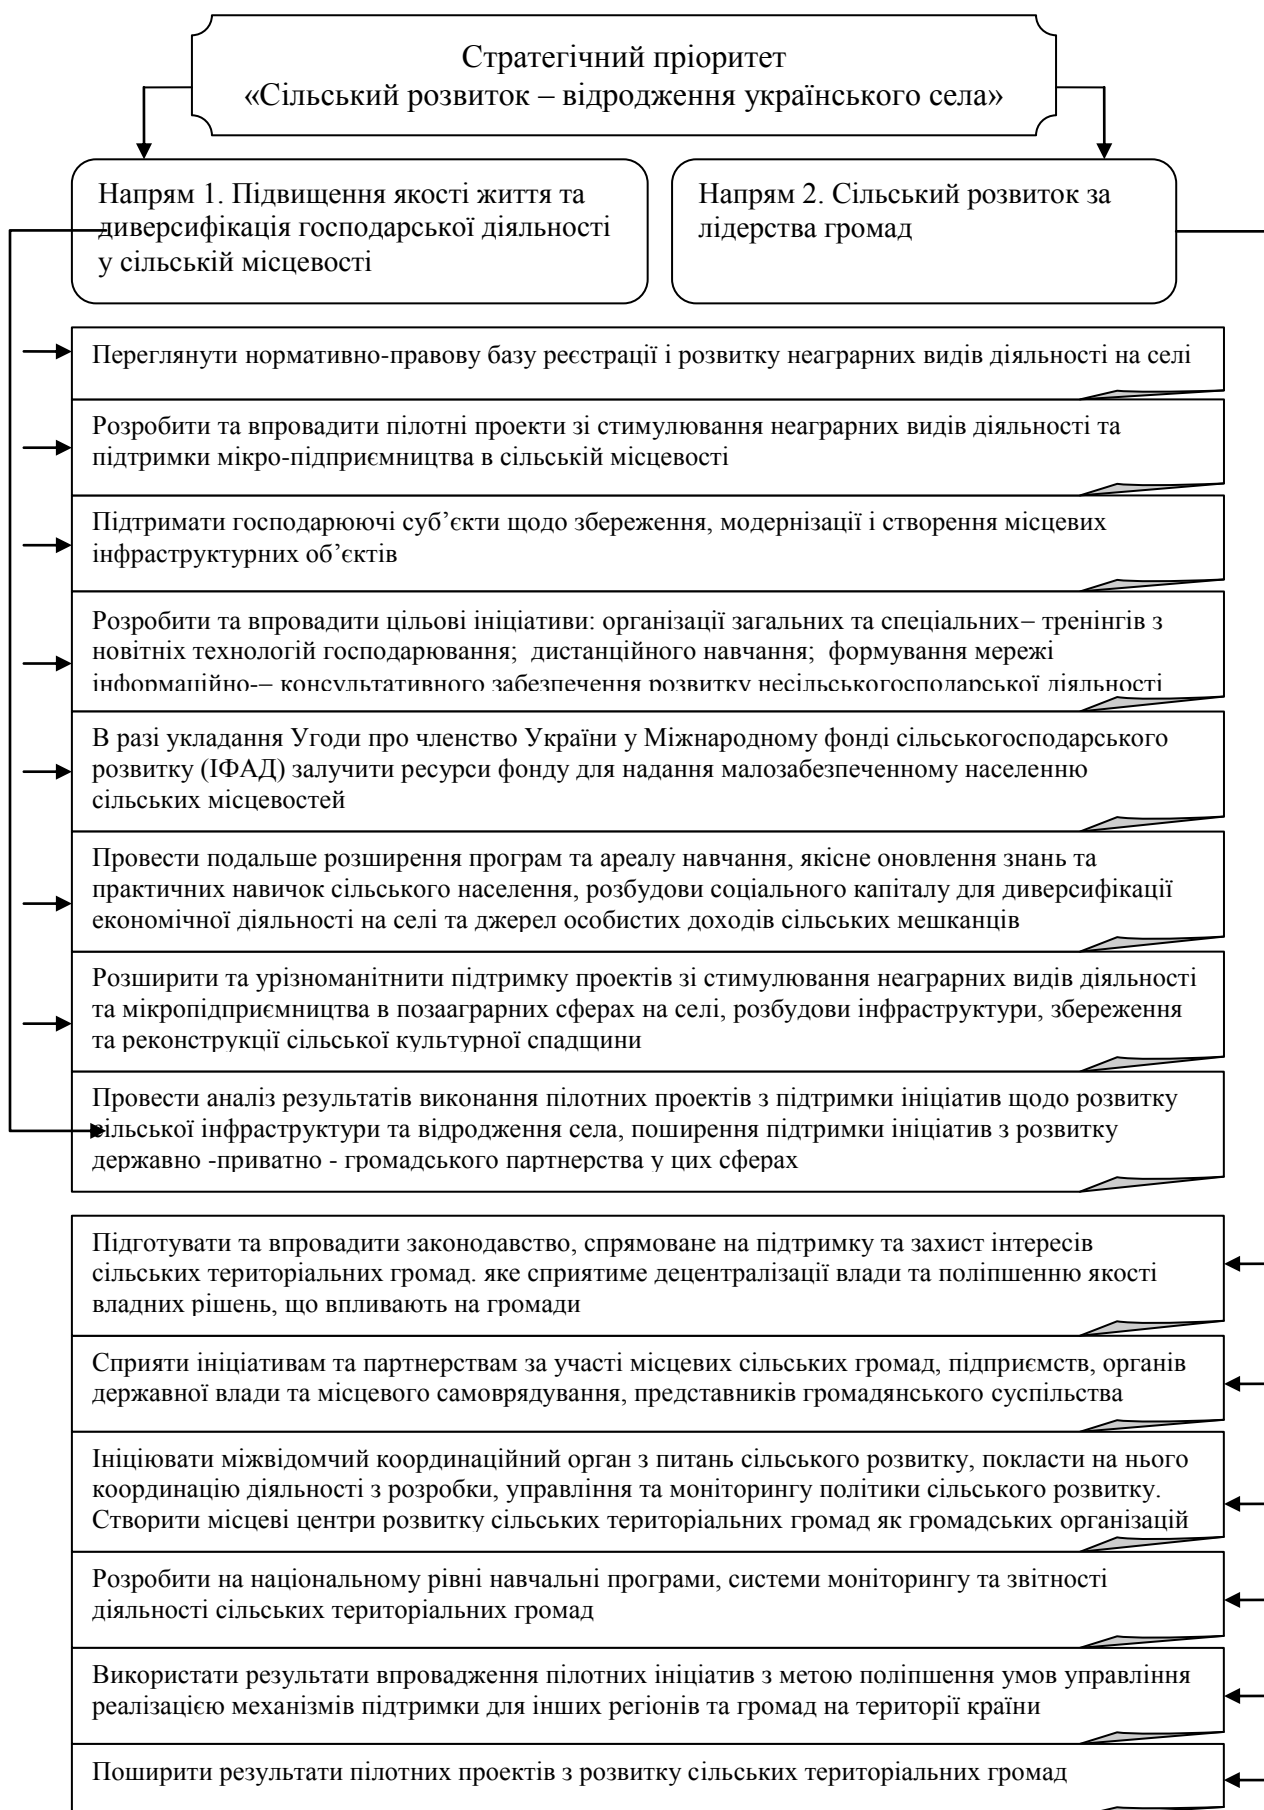 Стратегічний пріоритет
«Сільський розвиток – відродження українського села»
Напрям 1. Підвищення якості життя та
диверсифікація господарської діяльності
у сільській місцевості
Напрям 2. Сільський розвиток за
лідерства громад
Переглянути нормативно-правову базу реєстрації і розвитку неаграрних видів діяльності на селі
Розробити та впровадити пілотні проекти зі стимулювання неаграрних видів діяльності та
підтримки мікро-підприємництва в сільській місцевості
Підтримати господарюючі суб’єкти щодо збереження, модернізації і створення місцевих
інфраструктурних об’єктів
Розробити та впровадити цільові ініціативи: організації загальних та спеціальних– тренінгів з
новітніх технологій господарювання; дистанційного навчання; формування мережі
інформаційно-– консультативного забезпечення розвитку несільськогосподарської діяльності
В разі укладання Угоди про членство України у Міжнародному фонді сільськогосподарського
розвитку (ІФАД) залучити ресурси фонду для надання малозабезпеченному населенню
сільських місцевостей
Провести подальше розширення програм та ареалу навчання, якісне оновлення знань та
практичних навичок сільського населення, розбудови соціального капіталу для диверсифікації
економічної діяльності на селі та джерел особистих доходів сільських мешканців
Розширити та урізноманітнити підтримку проектів зі стимулювання неаграрних видів діяльності
та мікропідприємництва в позааграрних сферах на селі, розбудови інфраструктури, збереження
та реконструкції сільської культурної спадщини
Провести аналіз результатів виконання пілотних проектів з підтримки ініціатив щодо розвитку
сільської інфраструктури та відродження села, поширення підтримки ініціатив з розвитку
державно -приватно - громадського партнерства у цих сферах
Підготувати та впровадити законодавство, спрямоване на підтримку та захист інтересів
сільських територіальних громад. яке сприятиме децентралізації влади та поліпшенню якості
владних рішень, що впливають на громади
Сприяти ініціативам та партнерствам за участі місцевих сільських громад, підприємств, органів
державної влади та місцевого самоврядування, представників громадянського суспільства
Ініціювати міжвідомчий координаційний орган з питань сільського розвитку, покласти на нього
координацію діяльності з розробки, управління та моніторингу політики сільського розвитку.
Створити місцеві центри розвитку сільських територіальних громад як громадських організацій
Розробити на національному рівні навчальні програми, системи моніторингу та звітності
діяльності сільських територіальних громад
Використати результати впровадження пілотних ініціатив з метою поліпшення умов управління
реалізацією механізмів підтримки для інших регіонів та громад на території країни
Поширити результати пілотних проектів з розвитку сільських територіальних громад